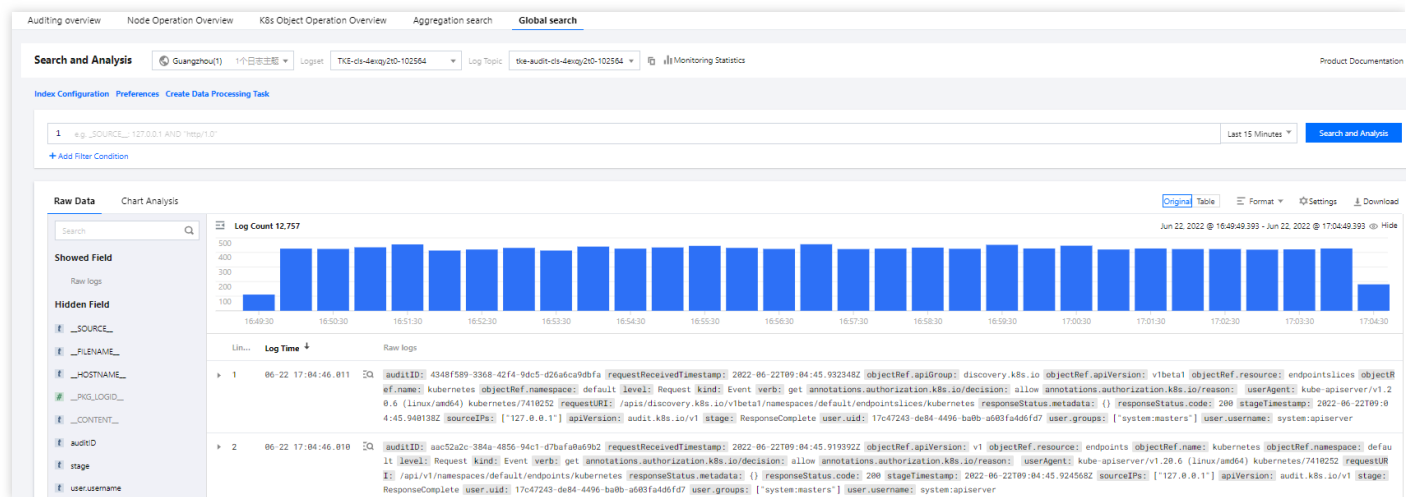 Auditing overview Node Operation Overview K8s Object Operation Overview Aggregation search Global search
Search and Analysis Guangzhou(1) 1个日志主题 Logset TKE-cls-4exqy2t0-102564 Log Topic tke-audit-cls-4exqy2t0-102564 Monitoring Statistics Product Documentation
Index Configuration Preferences Create Data Processing Task
1 e.g. _SOURCE_: 127.0.0.1 AND "http/1.0" Last 15 Minutes Search and Analysis
+ Add Filter Condition
Raw Data Chart Analysis Original Table Format Settings Download
Search Log Count 12,757 Jun 22, 2022 @ 16:49:49.393 - Jun 22, 2022 @ 17:04:49.393 Hide
500
400
300
200
100
16:49:30 16:50:30 16:51:30 16:52:30 16:53:30 16:54:30 16:55:30 16:56:30 16:57:30 16:58:30 16:59:30 17:00:30 17:01:30 17:02:30 17:03:30 17:04:30
Showed Field
Raw logs
Hidden Field
t __SOURCE__
t __FILENAME__
t __HOSTNAME__
# __PKG_LOGID__
t __CONTENT__
t auditID
t stage
t user.username
Lin... Log Time Raw logs
1 06-22 17:04:46.011 auditID: 4348f589-3368-42f4-9dc5-d26a6ca9dbfa requestReceivedTimestamp: 2022-06-22T09:04:45.932348Z objectRef.apiGroup: discovery.k8s.io objectRef.apiVersion: v1beta1 objectRef.resource: endpointslices objectR
ef.name: kubernetes objectRef.namespace: default level: Request kind: Event verb: get annotations.authorization.k8s.io/decision: allow annotations.authorization.k8s.io/reason: userAgent: kube-apiserver/v1.2
0.6 (linux/amd64) kubernetes/7410252 requestURI: /apis/discovery.k8s.io/v1beta1/namespaces/default/endpointslices/kubernetes responseStatus.metadata: {} responseStatus.code: 200 stageTimestamp: 2022-06-22T09:0
4:45.940138Z sourceIPs: ["127.0.0.1"] apiVersion: audit.k8s.io/v1 stage: ResponseComplete user.uid: 17c47243-de84-4496-ba0b-a603fa4d6fd7 user.groups: ["system:masters"] user.username: system:apiserver
2 06-22 17:04:46.010 auditID: aac52a2c-384a-4856-94c1-d7bafa0a69b2 requestReceivedTimestamp: 2022-06-22T09:04:45.919392Z objectRef.apiVersion: v1 objectRef.resource: endpoints objectRef.name: kubernetes objectRef.namespace: defau
lt level: Request kind: Event verb: get annotations.authorization.k8s.io/decision: allow annotations.authorization.k8s.io/reason: userAgent: kube-apiserver/v1.20.6 (linux/amd64) kubernetes/7410252 requestUR
I: /api/v1/namespaces/default/endpoints/kubernetes responseStatus.metadata: {} responseStatus.code: 200 stageTimestamp: 2022-06-22T09:04:45.924568Z sourceIPs: ["127.0.0.1"] apiVersion: audit.k8s.io/v1 stage:
ResponseComplete user.uid: 17c47243-de84-4496-ba0b-a603fa4d6fd7 user.groups: ["system:masters"] user.username: system:apiserver